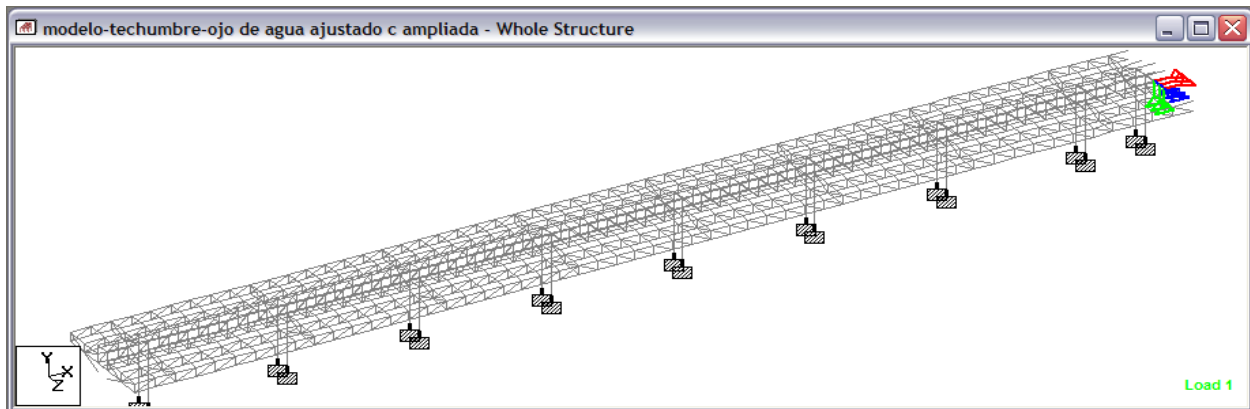 modelo-techumbre-ojo de agua ajustado c ampliada - Whole Structure
Y
X
Z
Load 1